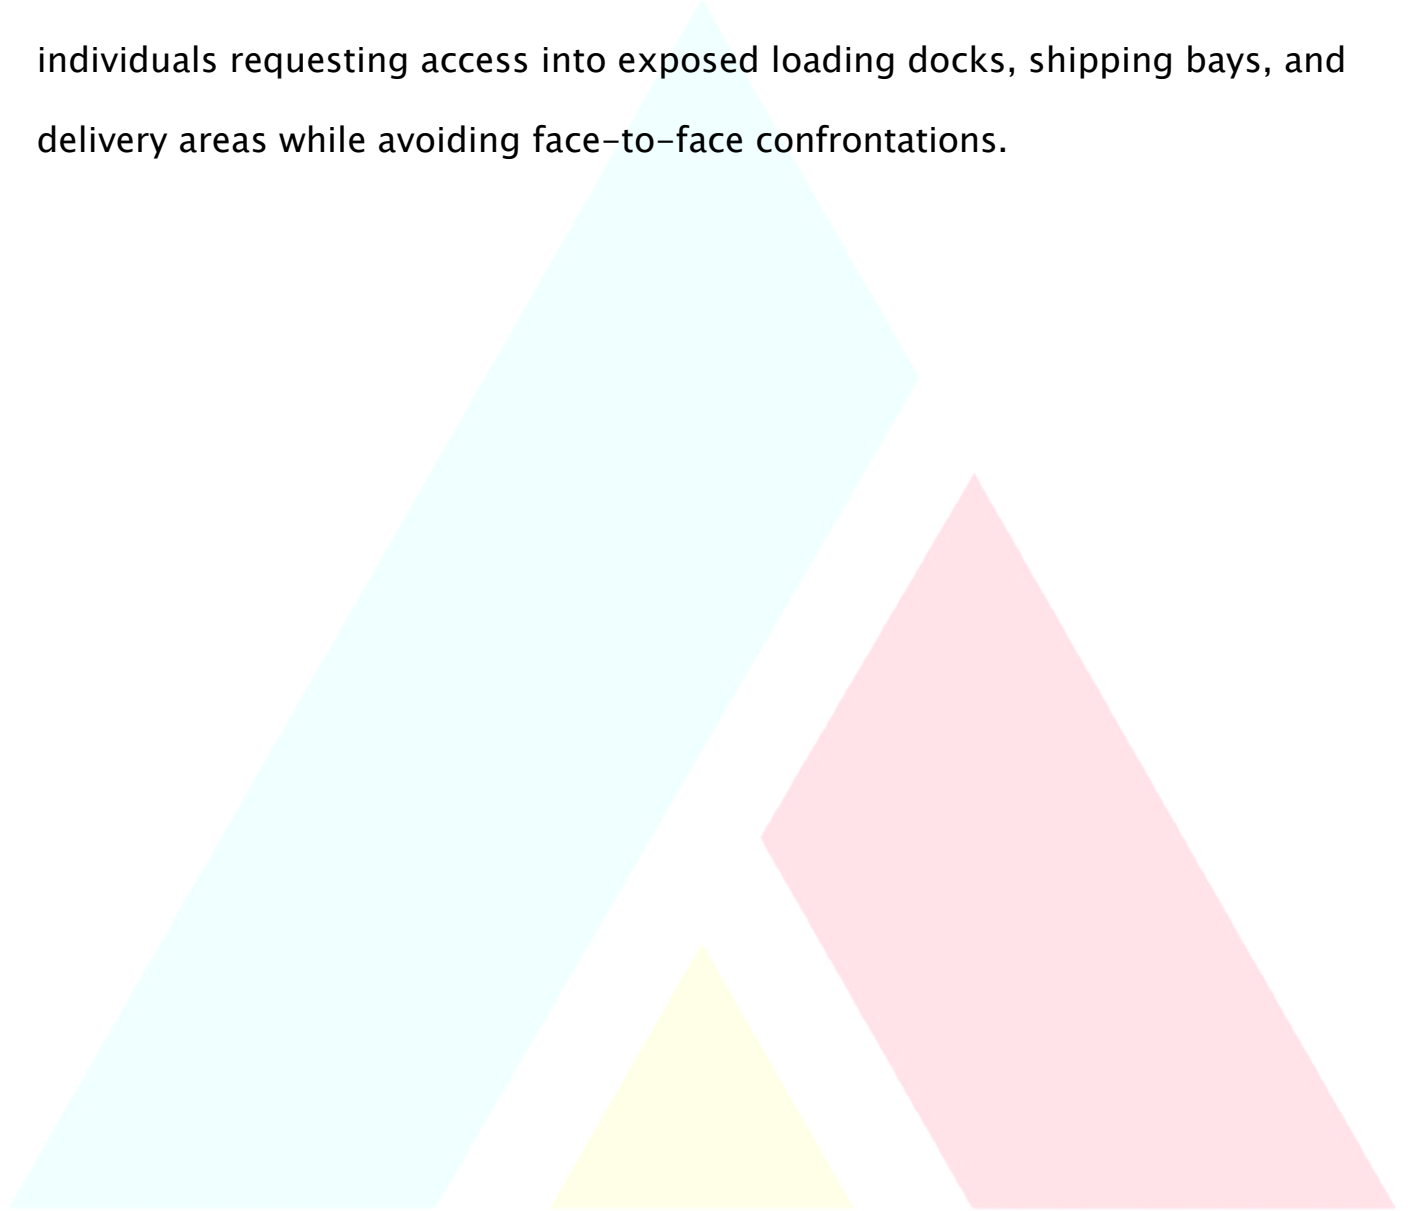 individuals requesting access into exposed loading docks, shipping bays, and
delivery areas while avoiding face-to-face confrontations.